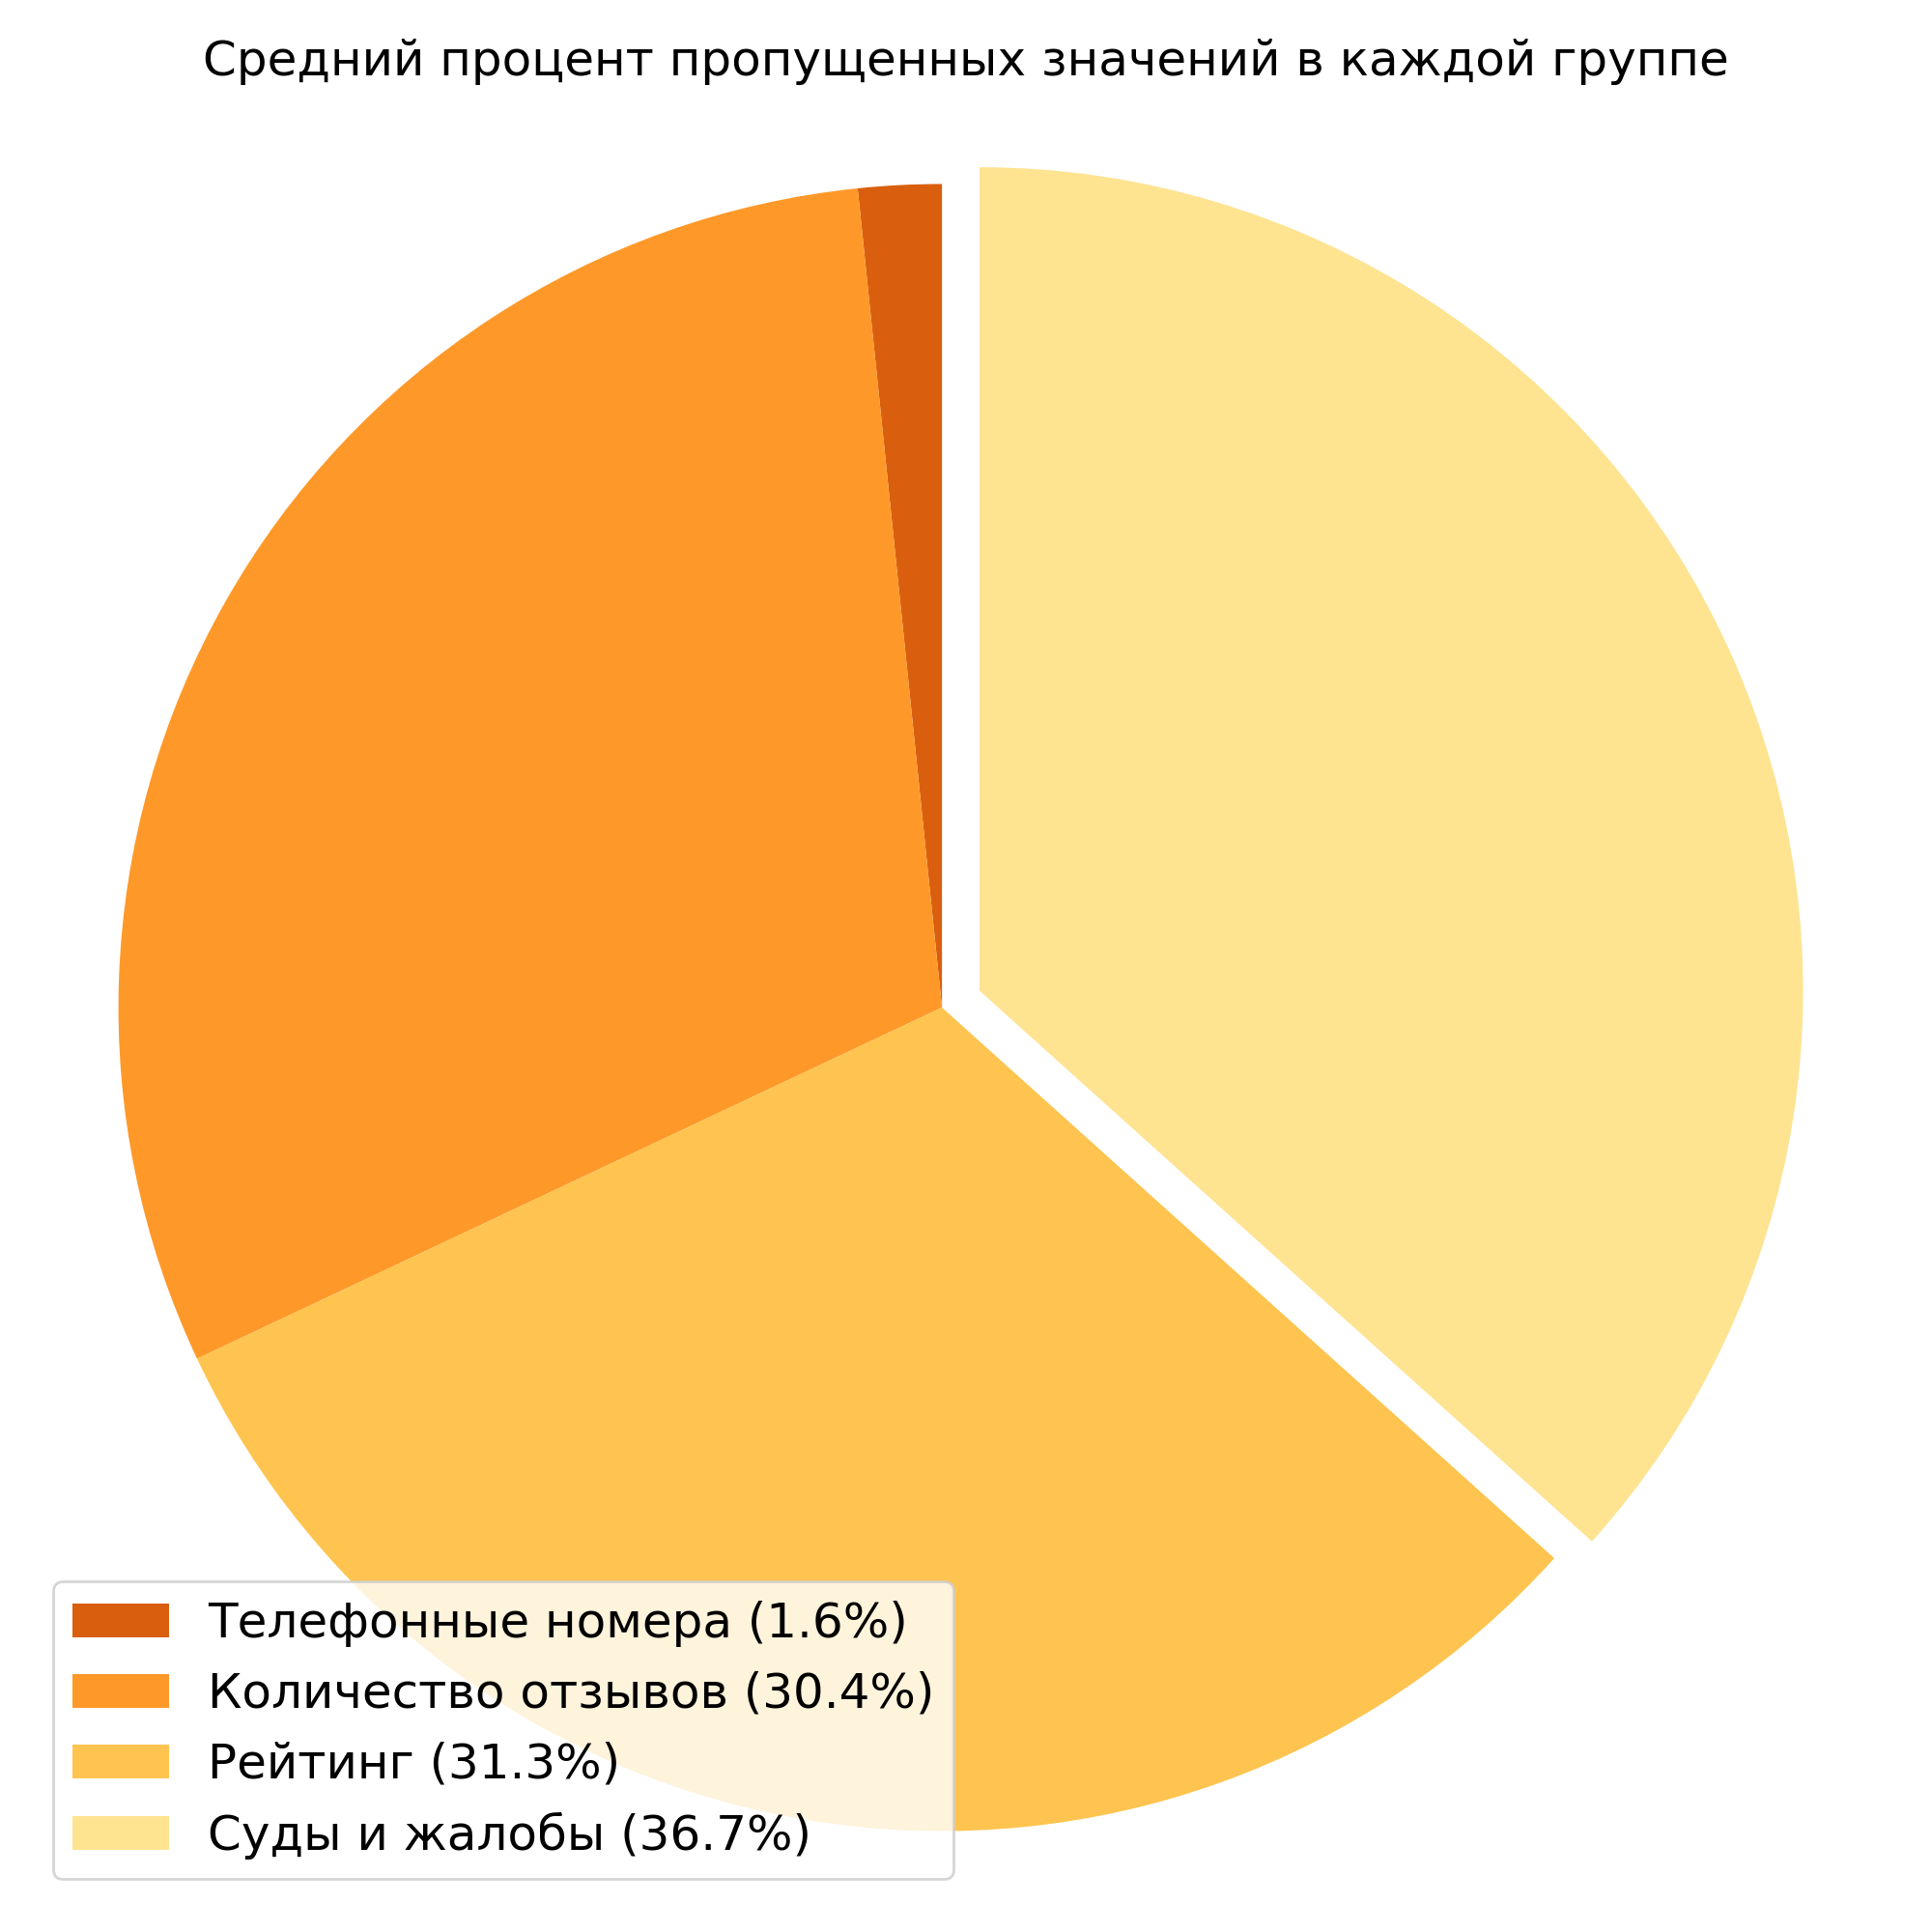 Средний процент пропущенных значений в каждой группе
Телефонные номера (1.6%)
Количество отзывов (30.4%)
Рейтинг (31.3%)
Суды и жалобы (36.7%)